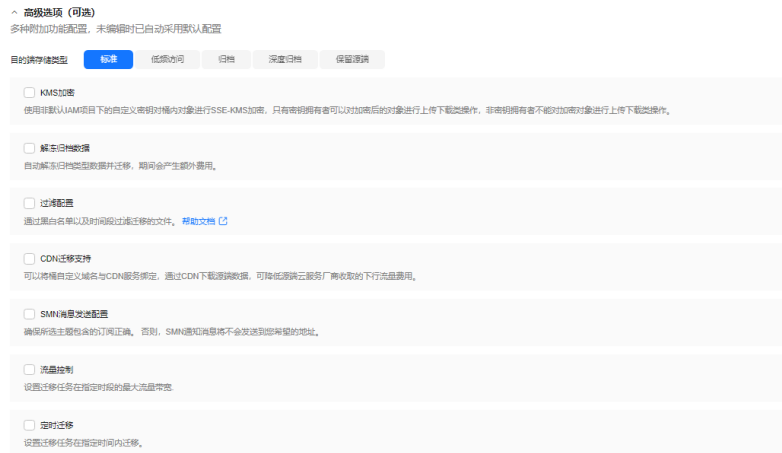 高级选项（可选）
多种附加功能配置，未编辑时已自动采用默认配置
目的端存储类型 标准 低频访问 归档 深度归档 保留源端
KMS加密
使用非默认IAM项目下的自定义密钥对桶内对象进行SSE-KMS加密，只有密钥拥有者可以对加密后的对象进行上传下载类操作，非密钥拥有者不能对加密对象进行上传下载类操作。
解冻归档数据
自动解冻归档类型数据并迁移，期间会产生额外费用。
过滤配置
通过黑白名单以及时间段过滤迁移的文件。 帮助文档
CDN迁移支持
可以将桶自定义域名与CDN服务绑定，通过CDN下载源端数据，可降低源端云服务厂商收取的下行流量费用。
SMN消息发送配置
确保所选主题包含的订阅正确。 否则，SMN通知消息将不会发送到您希望的地址。
流量控制
设置迁移任务在指定时段的最大流量带宽.
定时迁移
设置迁移任务在指定时间内迁移。